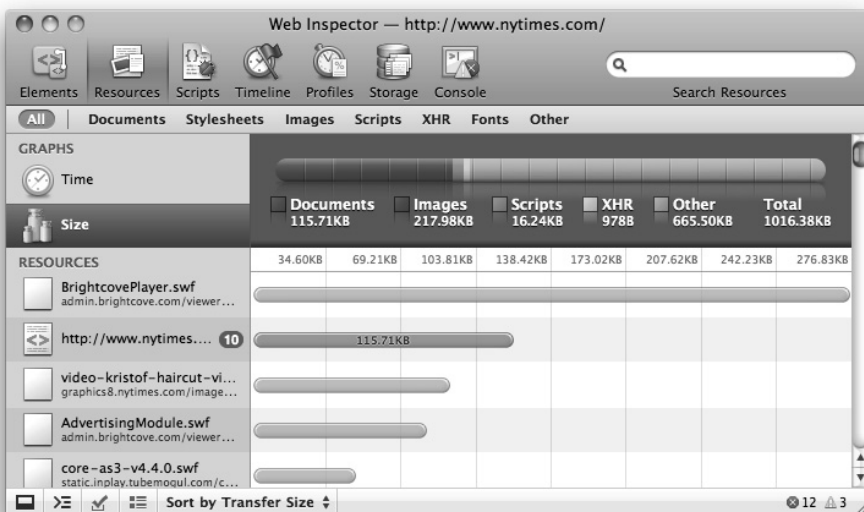 Web Inspector — http://www.nytimes.com/
Elements Resources Scripts Timeline Profiles Storage Console Search Resources
All Documents Stylesheets Images Scripts XHR Fonts Other
GRAPHS
Time
Size
Documents Images Scripts XHR Other Total
115.71KB 217.98KB 16.24KB 978B 665.50KB 1016.38KB
RESOURCES
34.60KB 69.21KB 103.81KB 138.42KB 173.02KB 207.62KB 242.23KB 276.83KB
BrightcovePlayer.swf
admin.brightcove.com/viewer...
http://www.nytimes.... 10 115.71KB
video-kristof-haircut-vi...
graphics8.nytimes.com/image...
AdvertisingModule.swf
admin.brightcove.com/viewer...
core-as3-v4.4.0.swf
static.inplay.tubemogul.com/c...
Sort by Transfer Size 12 3